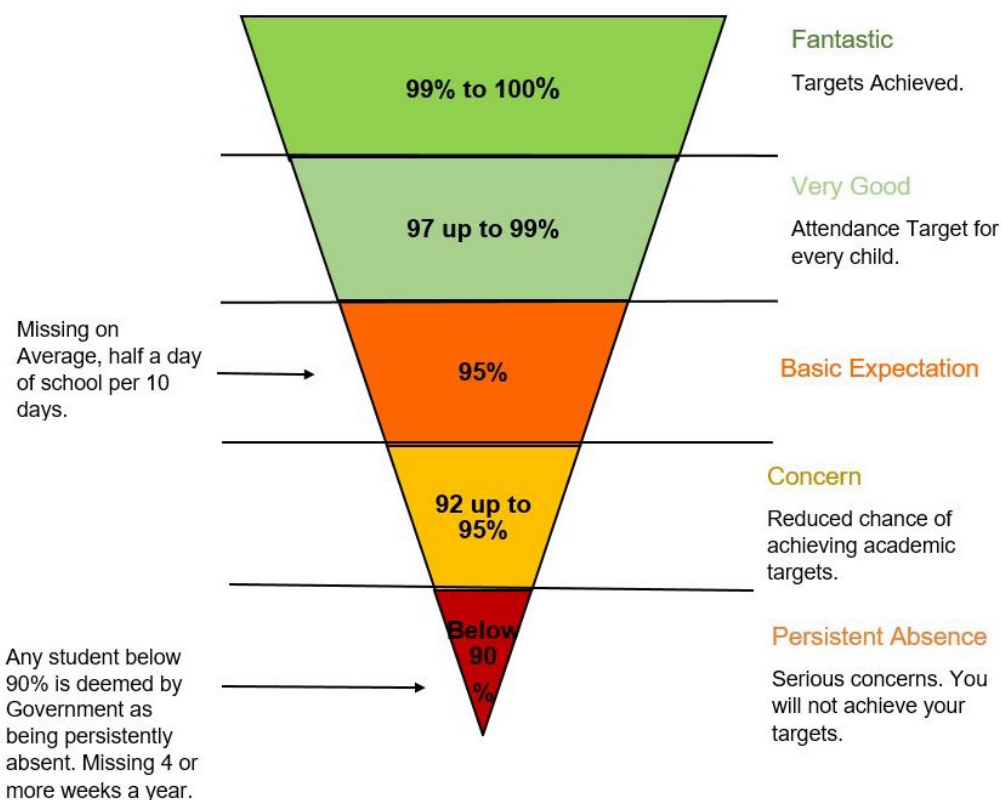 99% to 100%
Fantastic
Targets Achieved.
97 up to 99%
Very Good
Attendance Target for
every child.
Missing on
Average, half a day
of school per 10
days.
95%
Basic Expectation
92 up to
95%
Concern
Reduced chance of
achieving academic
targets.
Any student below
90% is deemed by
Government as
being persistently
absent. Missing 4 or
more weeks a year.
Below
90
%
Persistent Absence
Serious concerns. You
will not achieve your
targets.